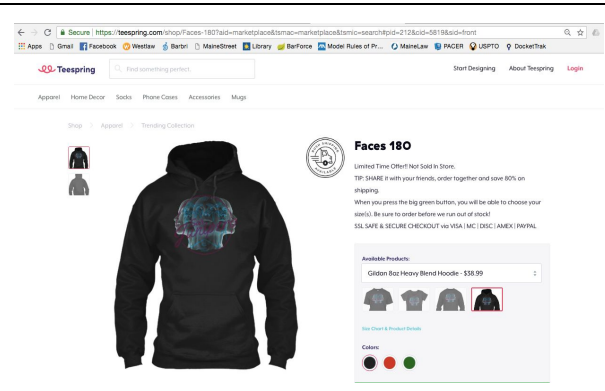 Secure https://teespring.com/shop/Faces-180?aid=marketplace&tsmac=marketplace&tsmic=search#pid=212&cid=5819&sid=front
Apps Gmail Facebook Westlaw Barbri MaineStreet Library BarForce Model Rules of Pr... MaineLaw PACER USPTO DocketTrak
Teespring Find something perfect Start Designing About Teespring Login
Apparel Home Decor Socks Phone Cases Accessories Mugs
Shop Apparel Trending Collection
Faces 180
Limited Time Offer!! Not Sold In Store.
TIP: SHARE it with your friends, order together and save 80% on
shipping.
When you press the big green button, you will be able to choose your
size(s). Be sure to order before we run out of stock!
SSL SAFE & SECURE CHECKOUT via VISA | MC | DISC | AMEX | PAYPAL
Available Products:
Gildan 8oz Heavy Blend Hoodie - $38.99
Size Chart & Product Details
Colors: